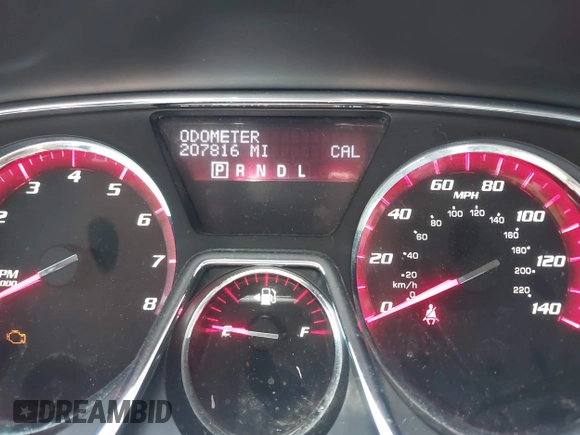 ODOMETER
207816 MI CAL
P R N D L
2 3 4 5 6 7 8
60 80
MPH
40 100
80 100 120 140
60 160
40 180
20 120
20 200
km/h 220
0 0 140
E F
DREAMBID